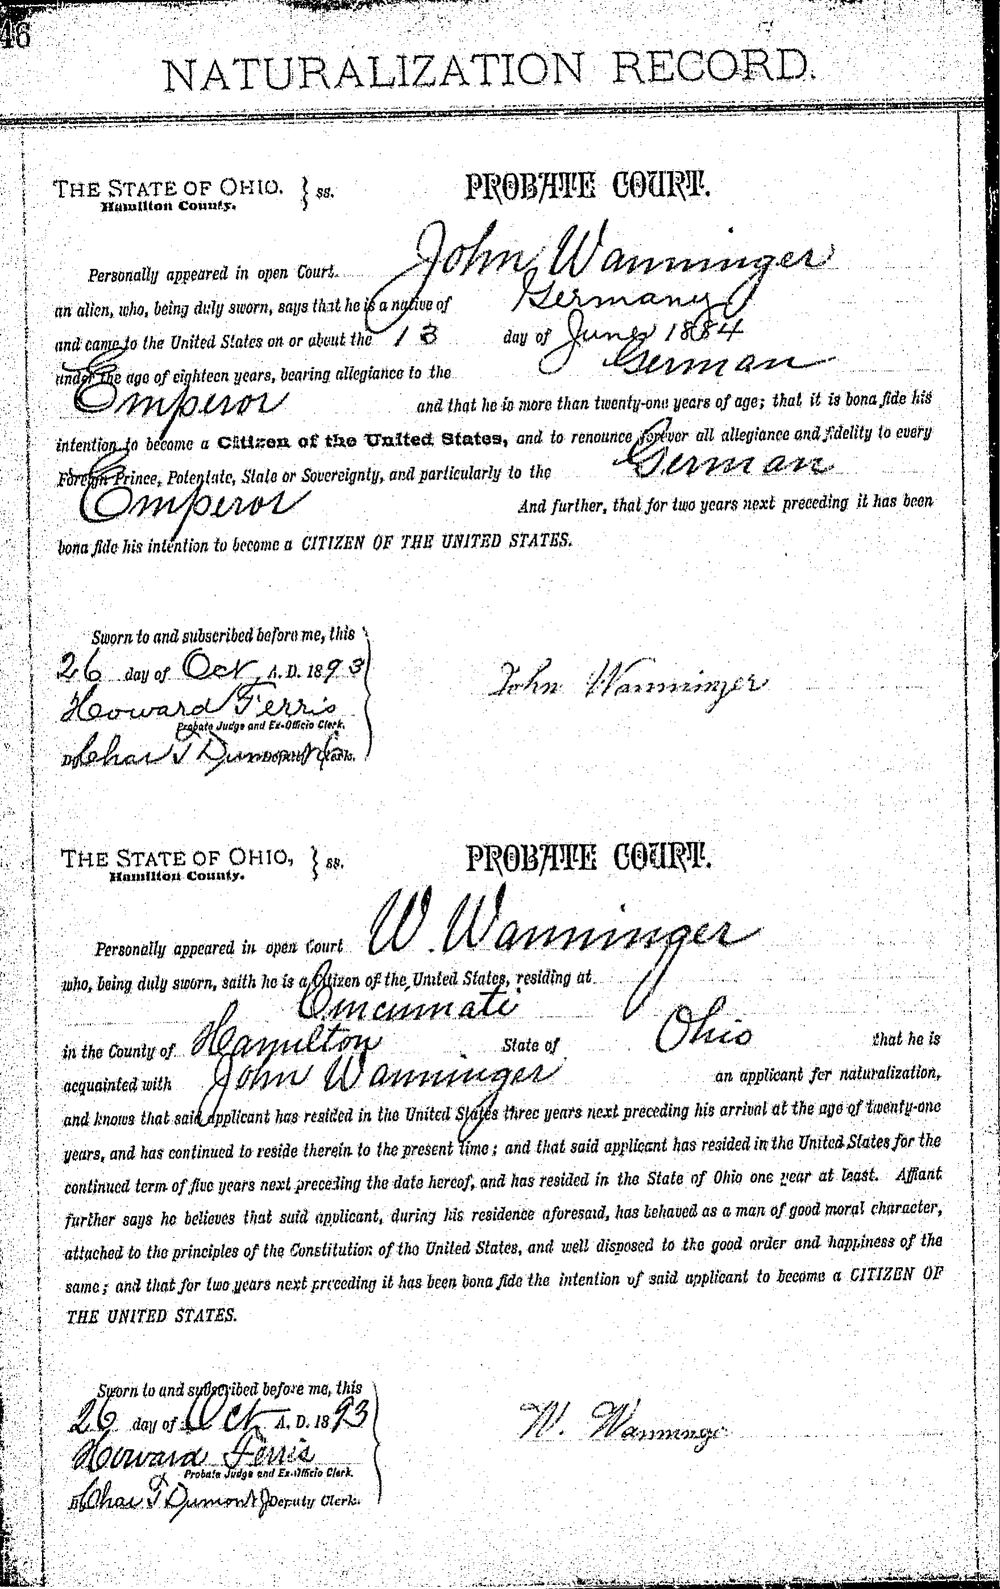 46
NATURALIZATION RECORD.
THE STATE OF OHIO. } ss. PROBATE COURT.
Hamilton County.
Personally appeared in open Court. John Wanninger
an alien, who, being duly sworn, says that he is a native of Germany
and came to the United States on or about the 13 day of June 1884
under the age of eighteen years, bearing allegiance to the German
Emperor and that he is more than twenty-one years of age; that it is bona fide his
intention to become a Citizen of the United States, and to renounce forever all allegiance and fidelity to every
Foreign Prince, Potentate, State or Sovereignty, and particularly to the German
Emperor And further, that for two years next preceding it has been
bona fide his intention to become a CITIZEN OF THE UNITED STATES.
Sworn to and subscribed before me, this
26 day of Oct, A. D. 1893 John Wanninger
Howard Ferris
Probate Judge and Ex-Officio Clerk.
By Chas T Dumont Jr Deputy Clerk.
THE STATE OF OHIO, } ss. PROBATE COURT.
Hamilton County.
Personally appeared in open Court W. Wanninger
who, being duly sworn, saith he is a Citizen of the United States, residing at
Cincinnati
in the County of Hamilton State of Ohio that he is
acquainted with John Wanninger an applicant for naturalization,
and knows that said applicant has resided in the United States three years next preceding his arrival at the age of twenty-one
years, and has continued to reside therein to the present time; and that said applicant has resided in the United States for the
continued term of five years next preceding the date hereof, and has resided in the State of Ohio one year at least. Affiant
further says he believes that said applicant, during his residence aforesaid, has behaved as a man of good moral character,
attached to the principles of the Constitution of the United States, and well disposed to the good order and happiness of the
same; and that for two years next preceding it has been bona fide the intention of said applicant to become a CITIZEN OF
THE UNITED STATES.
Sworn to and subscribed before me, this
26 day of Oct A. D. 1893 W. Wanninge
Howard Ferris
Probate Judge and Ex-Officio Clerk.
By Chas T Dumont Jr Deputy Clerk.